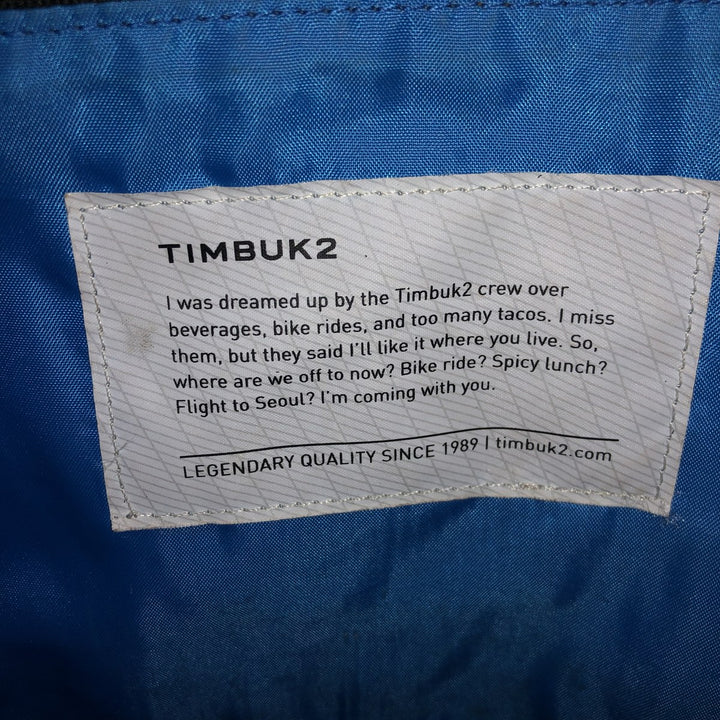 TIMBUK2
I was dreamed up by the Timbuk2 crew over
beverages, bike rides, and too many tacos. I miss
them, but they said I'll like it where you live. So,
where are we off to now? Bike ride? Spicy lunch?
Flight to Seoul? I'm coming with you.
LEGENDARY QUALITY SINCE 1989 | timbuk2.com